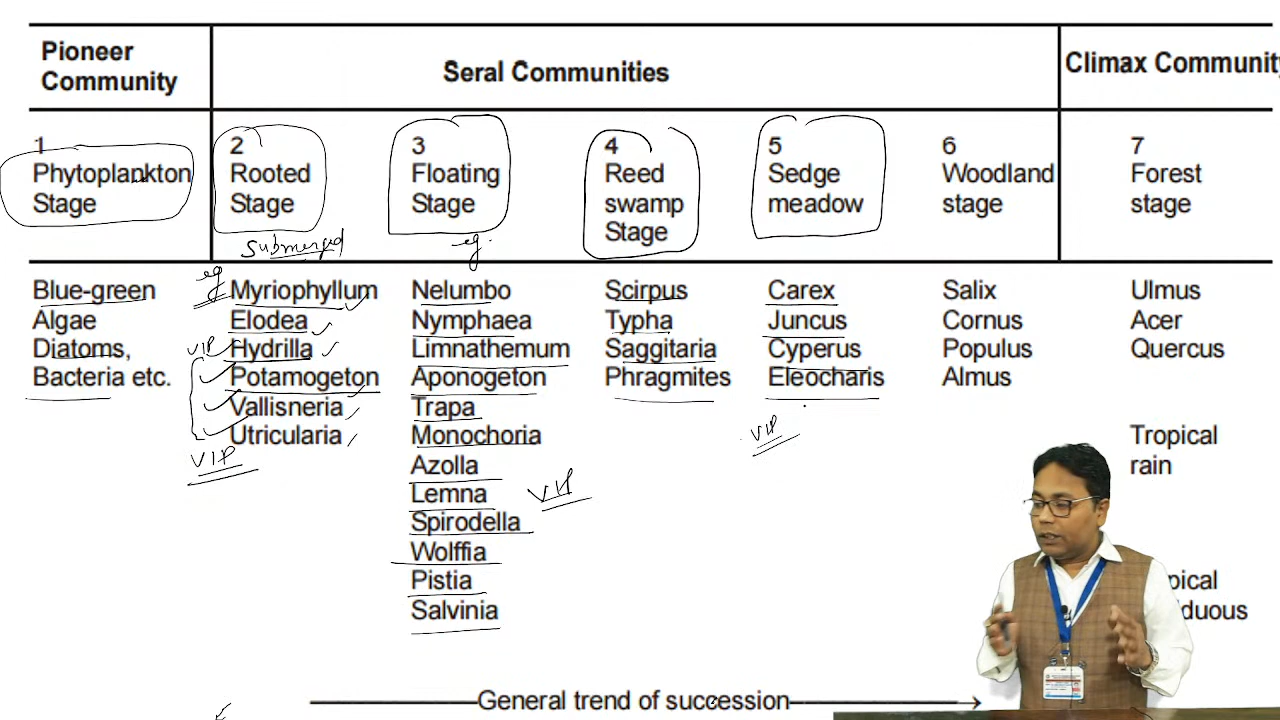 Pioneer
Community
Seral Communities
Climax Community
1
Phytoplankton
Stage
2
Rooted
Stage
submerged
3
Floating
Stage
eg.
4
Reed
swamp
Stage
5
Sedge
meadow
6
Woodland
stage
7
Forest
stage
Blue-green
Algae
Diatoms,
Bacteria etc.
eg
Myriophyllum
Elodea
VIP
Hydrilla
Potamogeton
Vallisneria
Utricularia
VIP
Nelumbo
Nymphaea
Limnathemum
Aponogeton
Trapa
Monochoria
Azolla
Lemna
Spirodella
Wolffia
Pistia
Salvinia
VIP
Scirpus
Typha
Saggitaria
Phragmites
Carex
Juncus
Cyperus
Eleocharis
VIP
Salix
Cornus
Populus
Almus
Ulmus
Acer
Quercus
Tropical
rain
pical
duous
General trend of succession